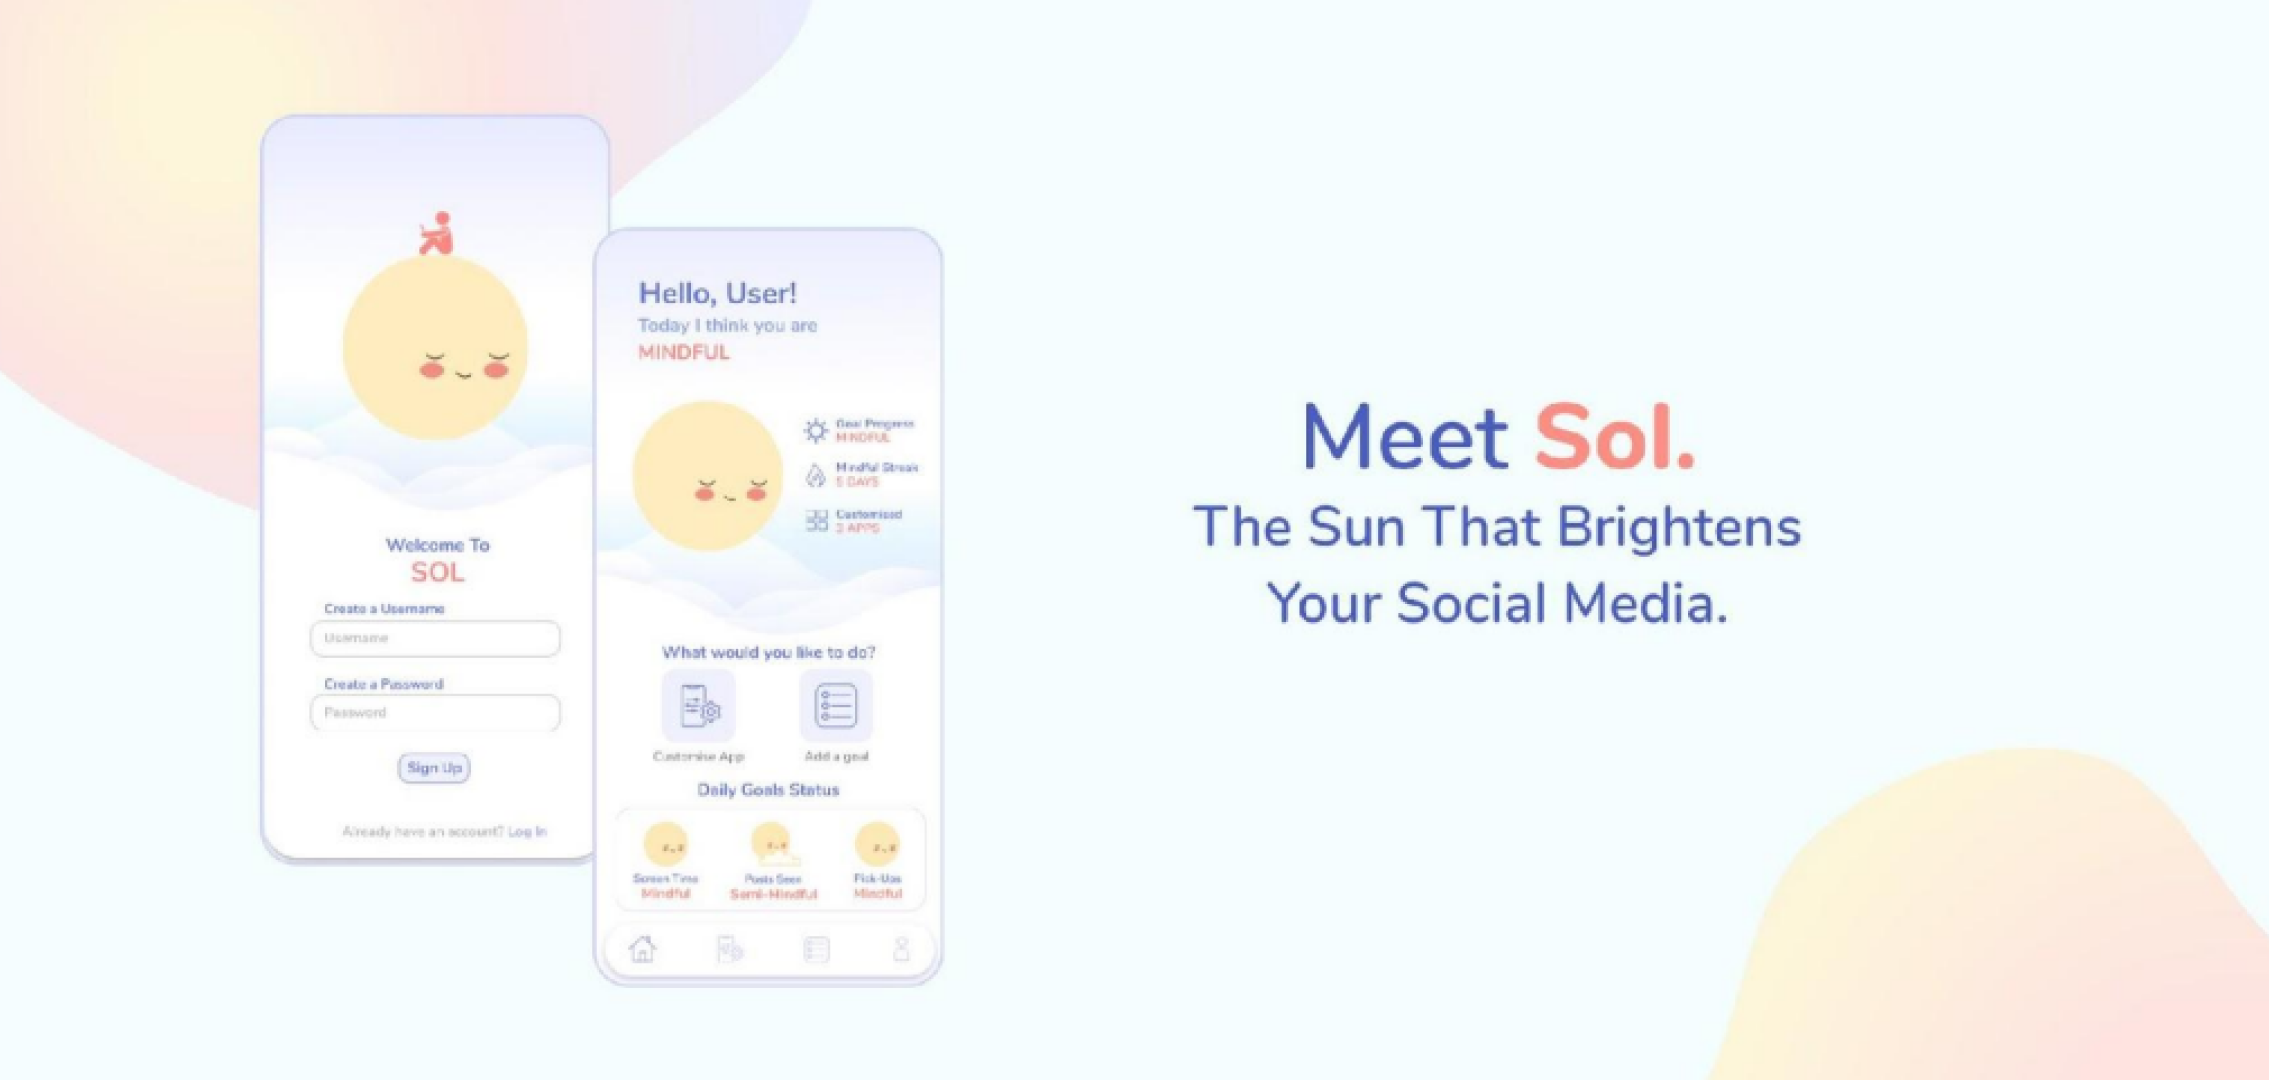 Welcome To
SOL
Create a Username
Username
Create a Password
Password
Sign Up
Already have an account? Log In
Hello, User!
Today I think you are
MINDFUL
Goal Progress
MINDFUL
Mindful Streak
5 DAYS
Customised
3 APPS
What would you like to do?
Customise App
Add a goal
Daily Goals Status
Screen Time
Mindful
Posts Seen
Semi-Mindful
Pick-Ups
Mindful
Meet Sol.
The Sun That Brightens
Your Social Media.